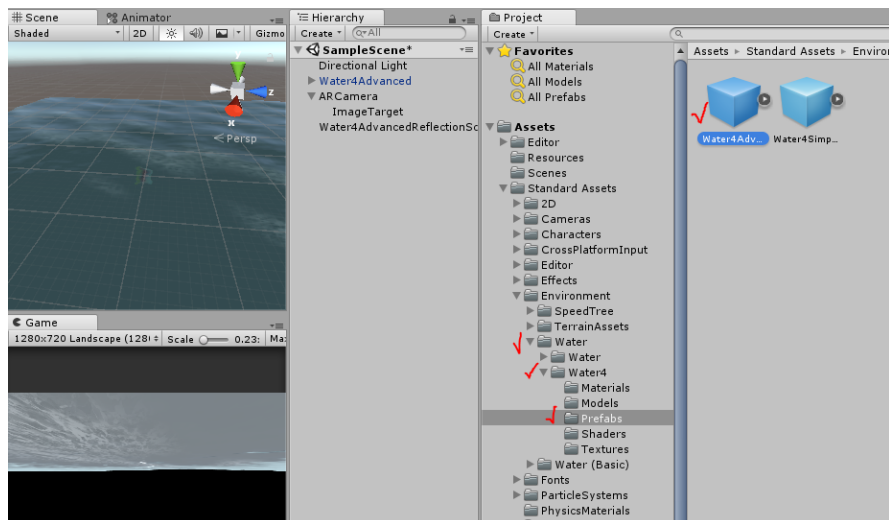 Scene
Animator
Shaded
2D
Gizmo
y
z
x
Persp
Game
1280x720 Landscape (128(
Scale
0.23:
Ma:
Hierarchy
Create
All
SampleScene*
Directional Light
Water4Advanced
ARCamera
ImageTarget
Water4AdvancedReflectionSc
Project
Create
Favorites
All Materials
All Models
All Prefabs
Assets
Editor
Resources
Scenes
Standard Assets
2D
Cameras
Characters
CrossPlatformInput
Editor
Effects
Environment
SpeedTree
TerrainAssets
Water
Water
Water4
Materials
Models
Prefabs
Shaders
Textures
Water (Basic)
Fonts
ParticleSystems
PhysicsMaterials
Assets ▸ Standard Assets ▸ Environ
Water4Adv...
Water4Simp...